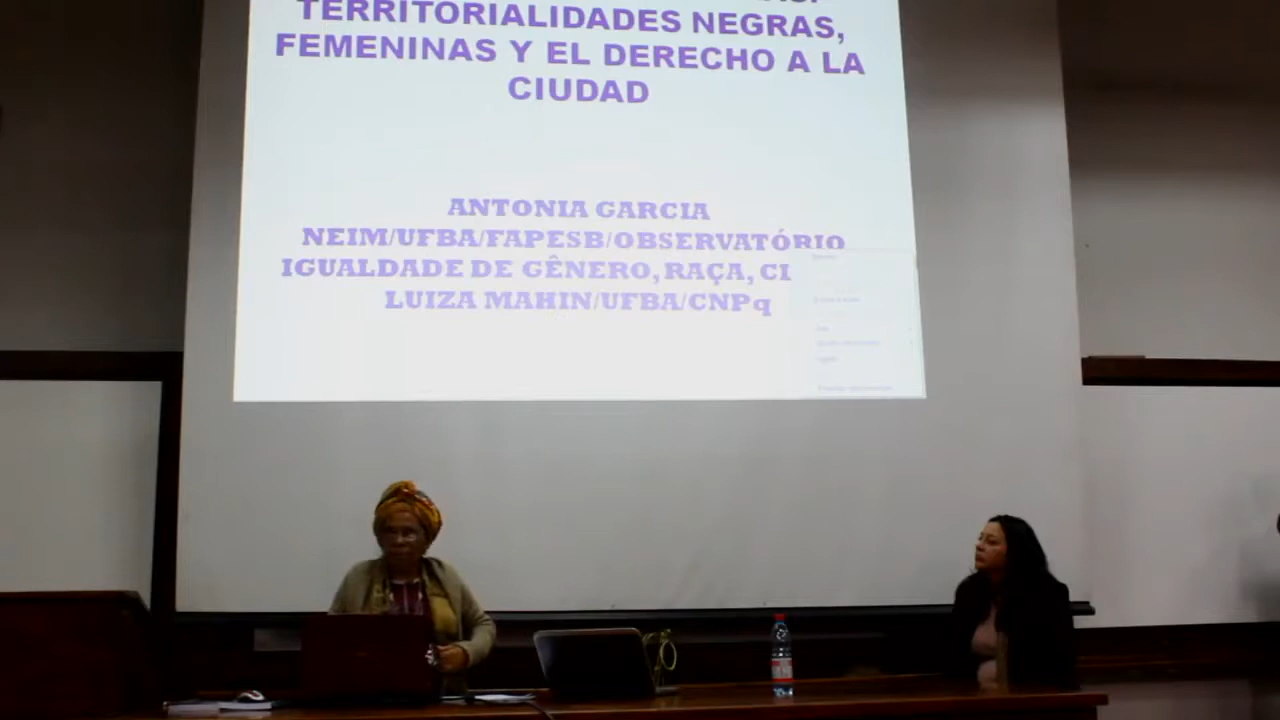 TERRITORIALIDADES NEGRAS,
FEMENINAS Y EL DERECHO A LA
CIUDAD
ANTONIA GARCIA
NEIM/UFBA/FAPESB/OBSERVATÓRIO
IGUALDADE DE GÊNERO, RAÇA, CI
LUIZA MAHIN/UFBA/CNPq